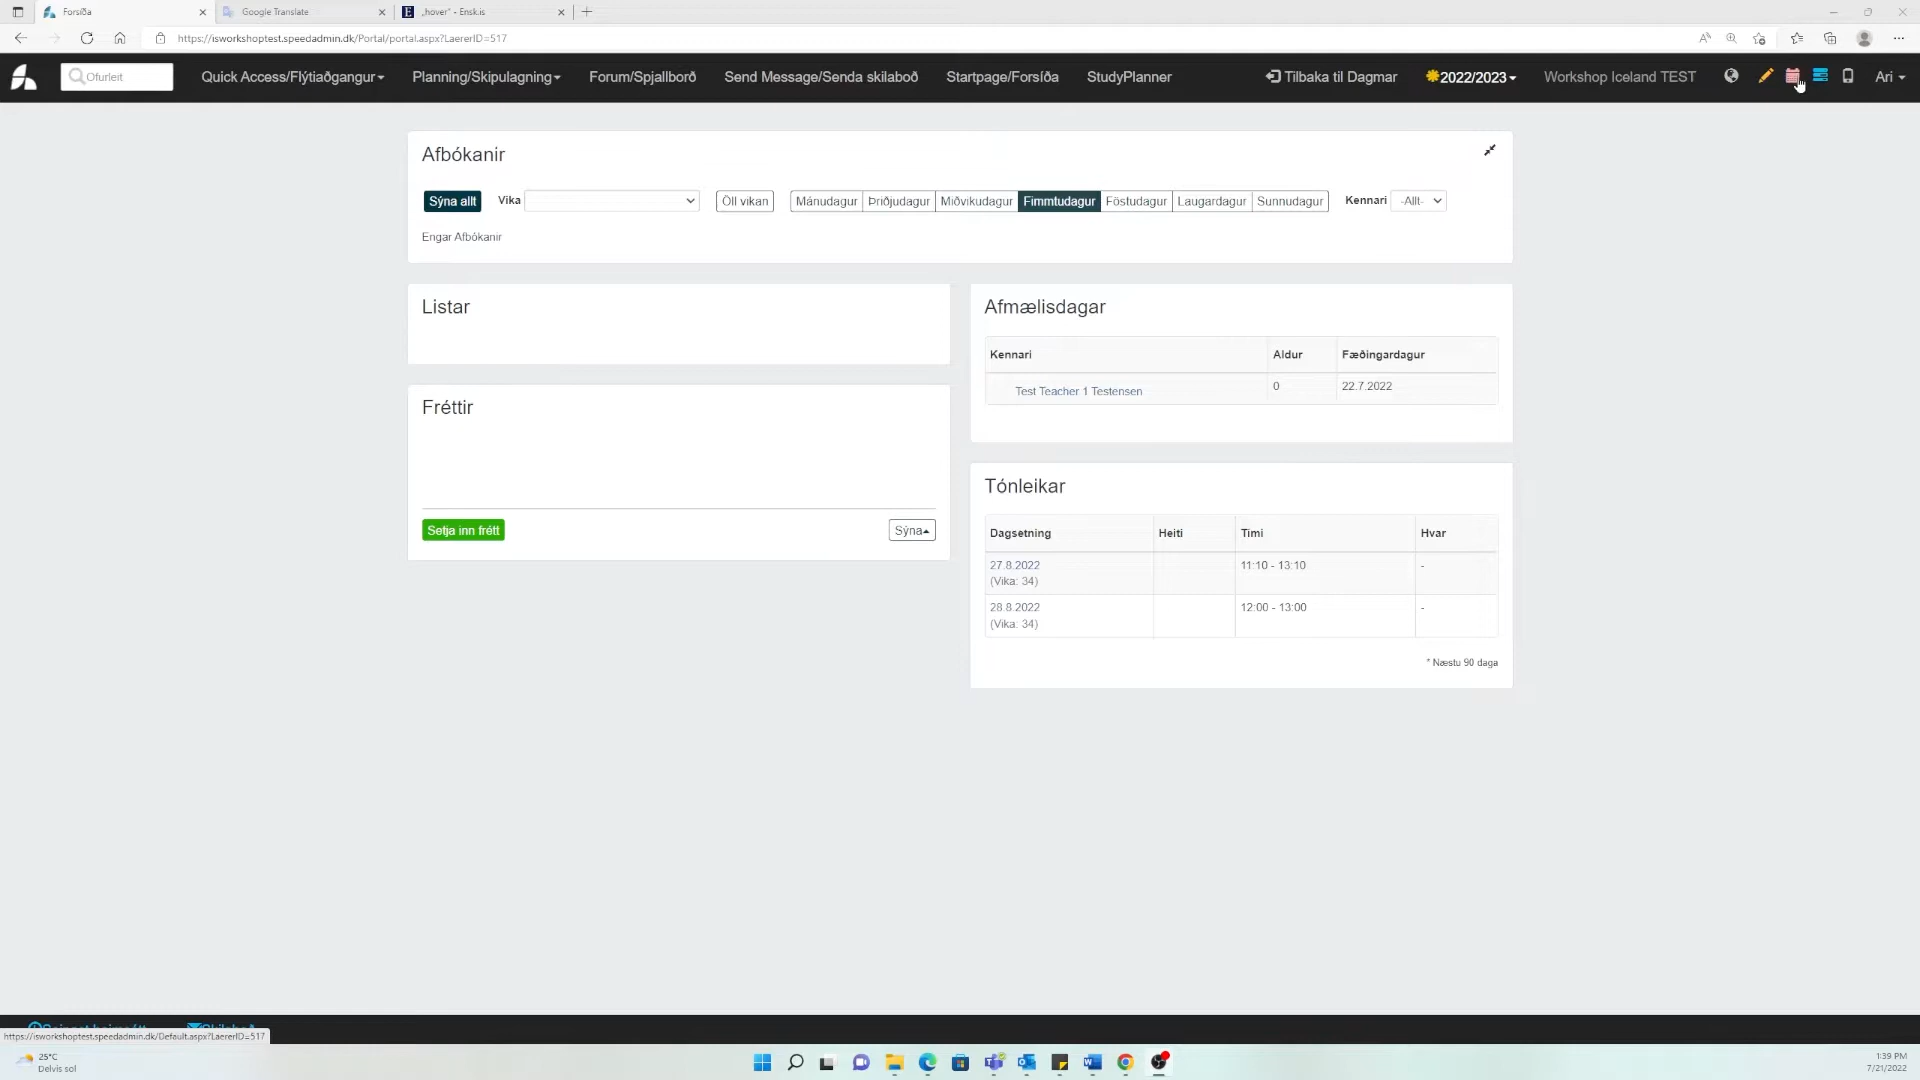 Forsíða
Google Translate
„hover“ - Ensk.is
https://isworkshoptest.speedadmin.dk/Portal/portal.aspx?LaererID=517
Ofurleit
Quick Access/Flýtiaðgangur
Planning/Skipulagning
Forum/Spjallborð
Send Message/Senda skilaboð
Startpage/Forsíða
StudyPlanner
Tilbaka til Dagmar
2022/2023
Workshop Iceland TEST
Ari
Afbókanir
Sýna allt
Vika
Öll vikan
Mánudagur
Þriðjudagur
Miðvikudagur
Fimmtudagur
Föstudagur
Laugardagur
Sunnudagur
Kennari
-Allt-
Engar Afbókanir
Listar
Fréttir
Setja inn frétt
Sýna
Afmælisdagar
Kennari Aldur Fæðingardagur
Test Teacher 1 Testensen 0 22.7.2022
Tónleikar
Dagsetning Heiti Tími Hvar
27.8.2022 11:10 - 13:10 -
(Vika: 34)
28.8.2022 12:00 - 13:00 -
(Vika: 34)
* Næstu 90 daga
https://isworkshoptest.speedadmin.dk/Default.aspx?LaererID=517
25°C
Delvis sol
1:39 PM
7/21/2022